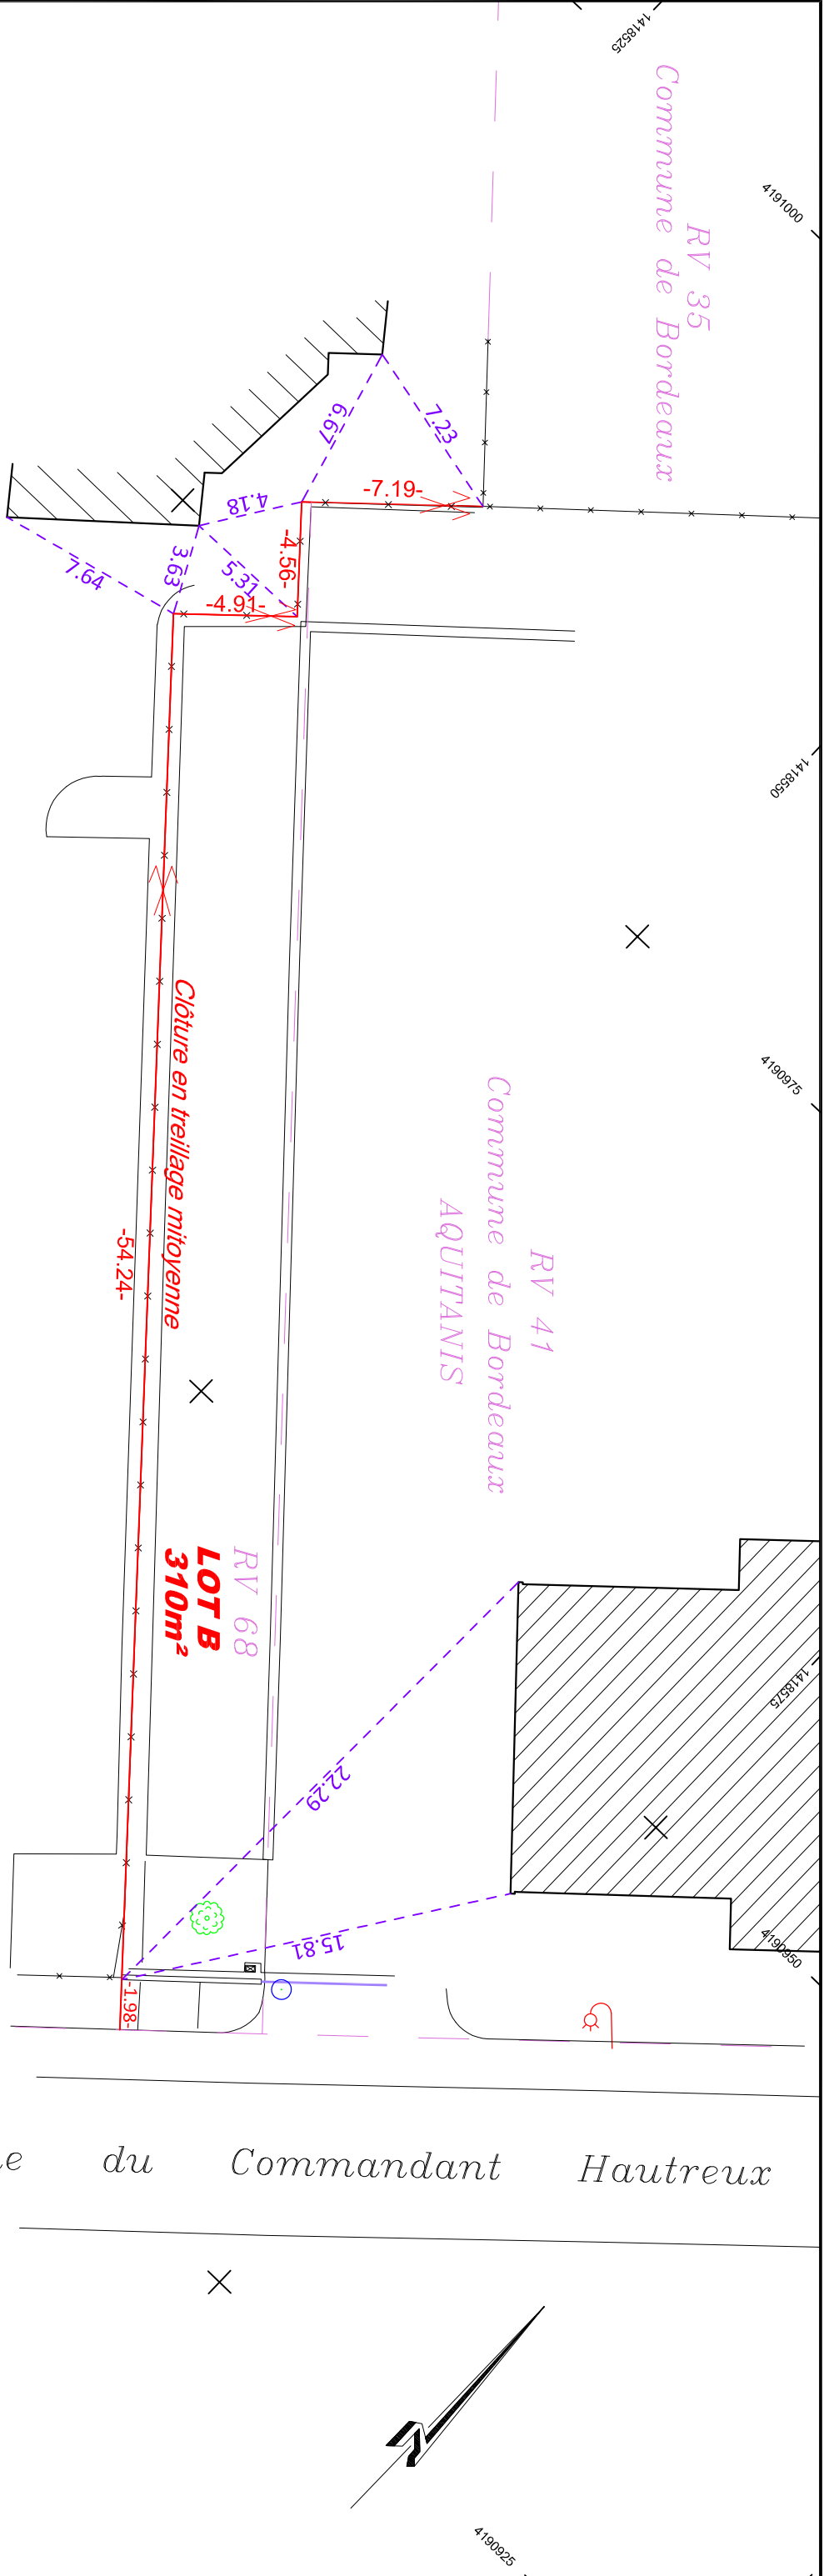 1418525
4191000
RV 35
Commune de Bordeaux
7.23
6.67
-7.19-
4.18
-4.56-
3.63
5.31
7.64
-4.91-
1418550
4190975
Clôture en treillage mitoyenne
-54.24-
RV 41
Commune de Bordeaux
AQUITANIS
RV 68
LOT B
310m²
1418575
22.29
15.81
4190950
-1.98-
du Commandant Hautreux
N
4190925